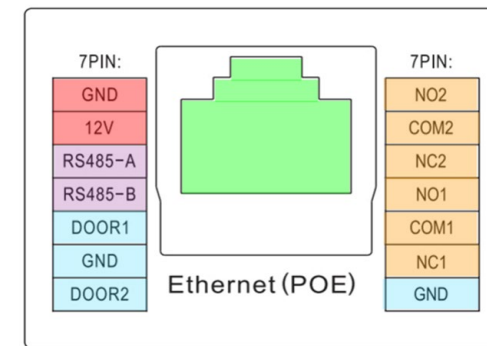 7PIN:
GND
12V
RS485-A
RS485-B
DOOR1
GND
DOOR2
Ethernet(POE)
7PIN:
NO2
COM2
NC2
NO1
COM1
NC1
GND